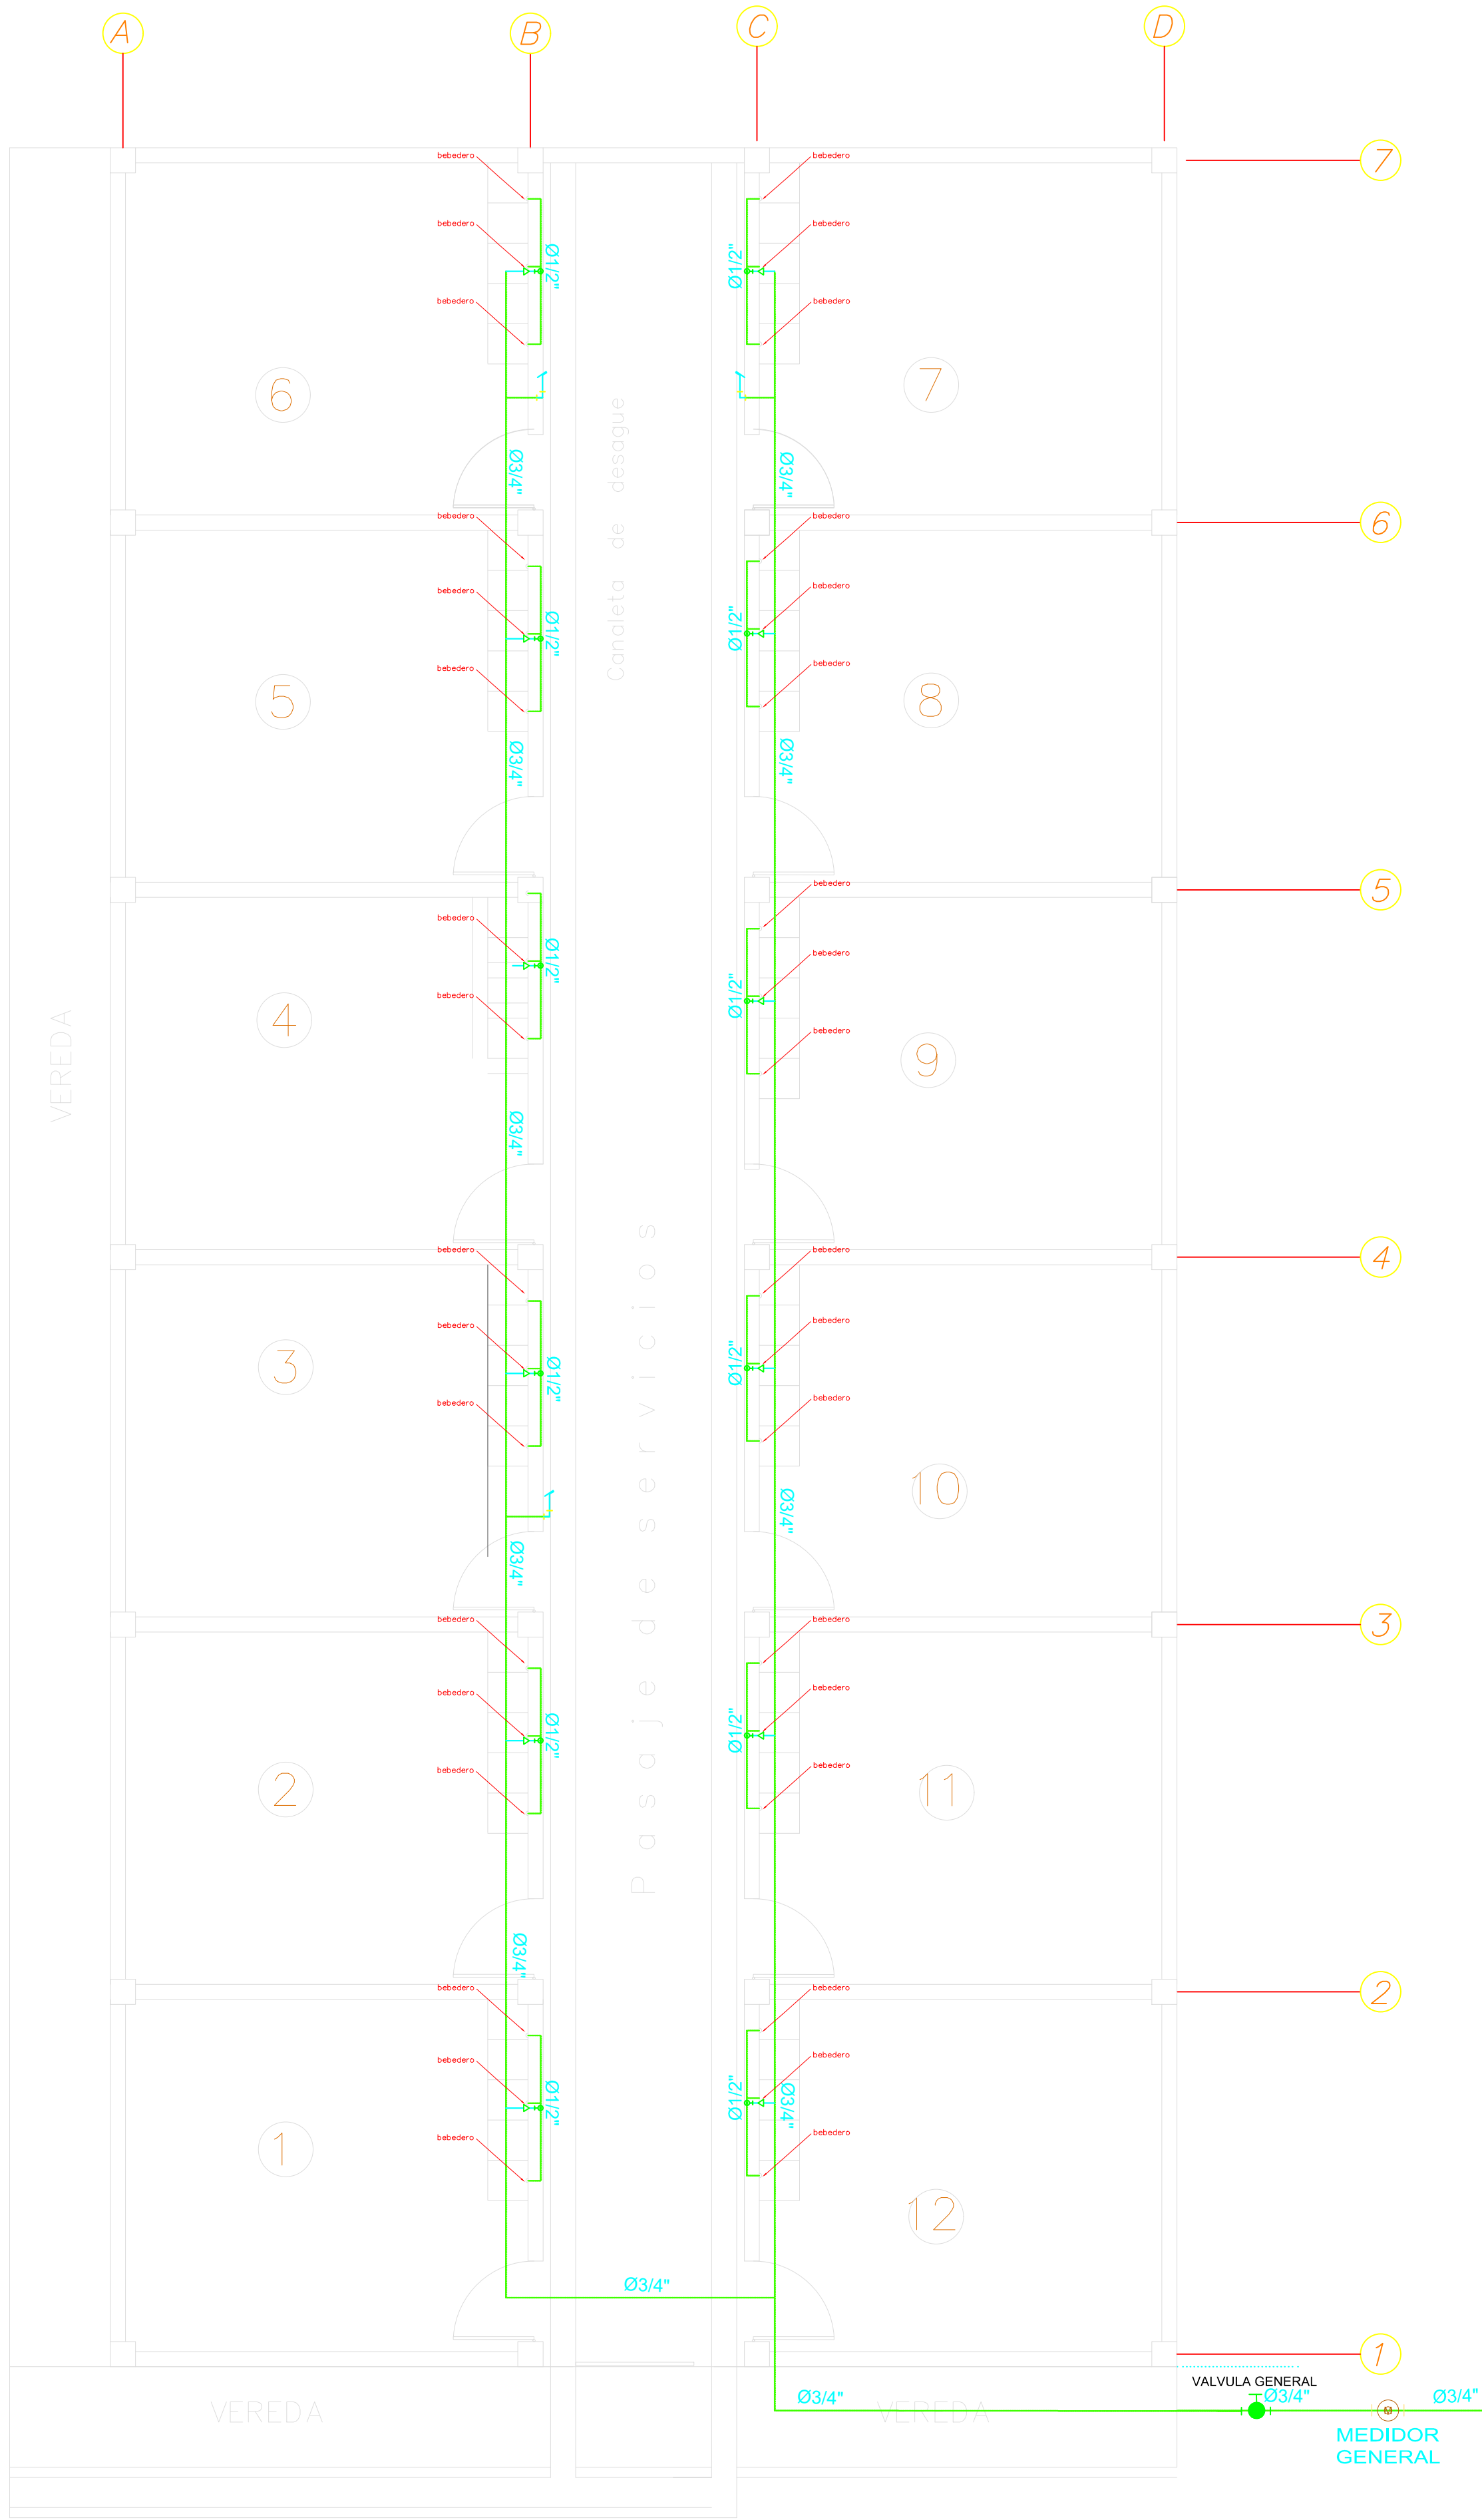 A
B
C
D
7
bebedero
bebedero
bebedero
bebedero
Ø1/2"
Ø1/2"
bebedero
bebedero
6
7
Canaleta de desague
Ø3/4"
Ø3/4"
bebedero
bebedero
6
bebedero
bebedero
Ø1/2"
Ø1/2"
bebedero
bebedero
5
8
Ø3/4"
Ø3/4"
bebedero
5
bebedero
bebedero
Ø1/2"
Ø1/2"
bebedero
bebedero
4
9
VEREDA
Ø3/4"
bebedero
bebedero
4
bebedero
bebedero
Ø1/2"
Ø1/2"
3
bebedero
bebedero
Pasaje de servicios
10
Ø3/4"
Ø3/4"
bebedero
bebedero
3
bebedero
bebedero
Ø1/2"
Ø1/2"
bebedero
bebedero
2
11
Ø3/4"
bebedero
bebedero
2
bebedero
bebedero
Ø1/2"
Ø1/2"
Ø3/4"
bebedero
bebedero
1
12
Ø3/4"
1
VALVULA GENERAL
Ø3/4"
Ø3/4"
Ø3/4"
VEREDA
VEREDA
M
MEDIDOR
GENERAL